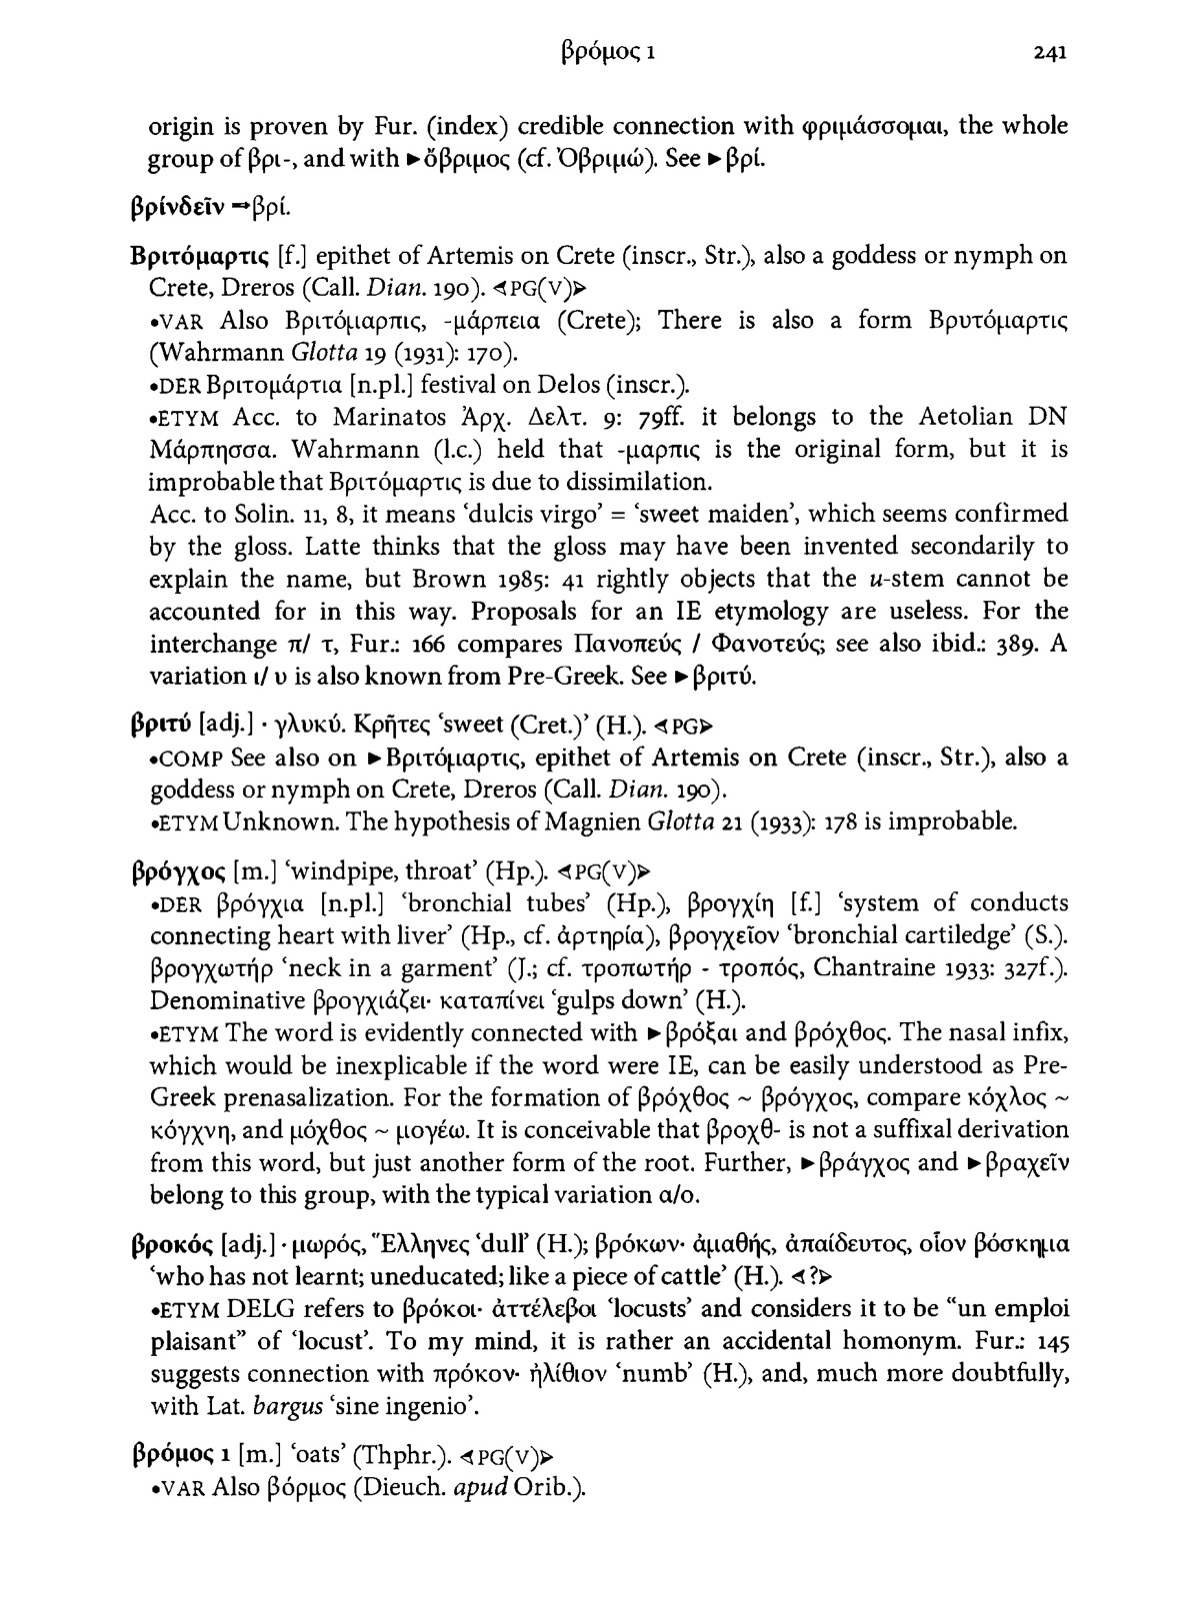 βρόμος 1 241
origin is proven by Fur. (index) credible connection with φριμάσσομαι, the whole
group of βρι-, and with ►ὄβριμος (cf. Ὀβριμώ). See ►βρί.
βρίνδεῖν ⇒βρί.
Βριτόμαρτις [f.] epithet of Artemis on Crete (inscr., Str.), also a goddess or nymph on
Crete, Dreros (Call. Dian. 190). ⋖PG(V)⋗
•VAR Also Βριτόμαρπις, -μάρπεια (Crete); There is also a form Βρυτόμαρτις
(Wahrmann Glotta 19 (1931): 170).
•DER Βριτομάρτια [n.pl.] festival on Delos (inscr.).
•ETYM Acc. to Marinatos Ἀρχ. Δελτ. 9: 79ff. it belongs to the Aetolian DN
Μάρπησσα. Wahrmann (l.c.) held that -μαρπις is the original form, but it is
improbable that Βριτόμαρτις is due to dissimilation.
Acc. to Solin. 11, 8, it means ‘dulcis virgo’ = ‘sweet maiden’, which seems confirmed
by the gloss. Latte thinks that the gloss may have been invented secondarily to
explain the name, but Brown 1985: 41 rightly objects that the u-stem cannot be
accounted for in this way. Proposals for an IE etymology are useless. For the
interchange π/ τ, Fur.: 166 compares Πανοπεύς / Φανοτεύς; see also ibid.: 389. A
variation ι/ υ is also known from Pre-Greek. See ►βριτύ.
βριτύ [adj.] · γλυκύ. Κρῆτες ‘sweet (Cret.)’ (H.). ⋖PG⋗
•COMP See also on ►Βριτόμαρτις, epithet of Artemis on Crete (inscr., Str.), also a
goddess or nymph on Crete, Dreros (Call. Dian. 190).
•ETYM Unknown. The hypothesis of Magnien Glotta 21 (1933): 178 is improbable.
βρόγχος [m.] ‘windpipe, throat’ (Hp.). ⋖PG(V)⋗
•DER βρόγχια [n.pl.] ‘bronchial tubes’ (Hp.), βρογχίη [f.] ‘system of conducts
connecting heart with liver’ (Hp., cf. ἀρτηρία), βρογχεῖον ‘bronchial cartiledge’ (S.).
βρογχωτήρ ‘neck in a garment’ (J.; cf. τροπωτήρ - τροπός, Chantraine 1933: 327f.).
Denominative βρογχιάζει· καταπίνει ‘gulps down’ (H.).
•ETYM The word is evidently connected with ►βρόξαι and βρόχθος. The nasal infix,
which would be inexplicable if the word were IE, can be easily understood as Pre-
Greek prenasalization. For the formation of βρόχθος ~ βρόγχος, compare κόχλος ~
κόγχνη, and μόχθος ~ μογέω. It is conceivable that βροχθ- is not a suffixal derivation
from this word, but just another form of the root. Further, ►βράγχος and ►βραχεῖν
belong to this group, with the typical variation α/ο.
βροκός [adj.] · μωρός, Ἕλληνες ‘dull’ (H.); βρόκων· ἀμαθής, ἀπαίδευτος, οἷον βόσκημα
‘who has not learnt; uneducated; like a piece of cattle’ (H.). ⋖?⋗
•ETYM DELG refers to βρόκοι· ἀττέλεβοι ‘locusts’ and considers it to be “un emploi
plaisant” of ‘locust’. To my mind, it is rather an accidental homonym. Fur.: 145
suggests connection with πρόκον· ἠλίθιον ‘numb’ (H.), and, much more doubtfully,
with Lat. bargus ‘sine ingenio’.
βρόμος 1 [m.] ‘oats’ (Thphr.). ⋖PG(V)⋗
•VAR Also βόρμος (Dieuch. apud Orib.).